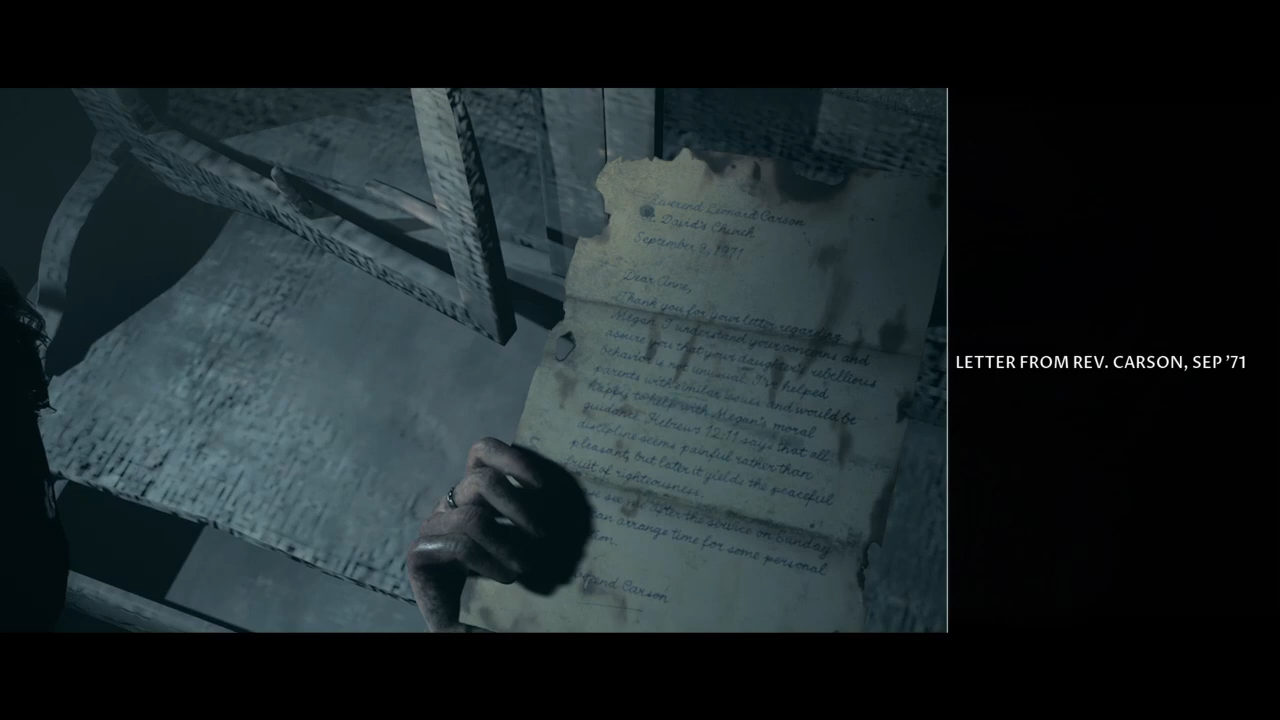 Reverend Leonard Carson
St. David's Church
September 3, 1971
Dear Anne,
Thank you for your letter regarding
Megan. I understand your concerns and
assure you that your daughter's rebellious
behavior is not unusual. I've helped
parents with similar issues and would be
happy to help with Megan's moral
guidance. Hebrews 12:11 says that all
discipline seems painful rather than
pleasant, but later it yields the peaceful
fruit of righteousness.
see after the service on Sunday
an arrange time for some personal
Carson
LETTER FROM REV. CARSON, SEP '71